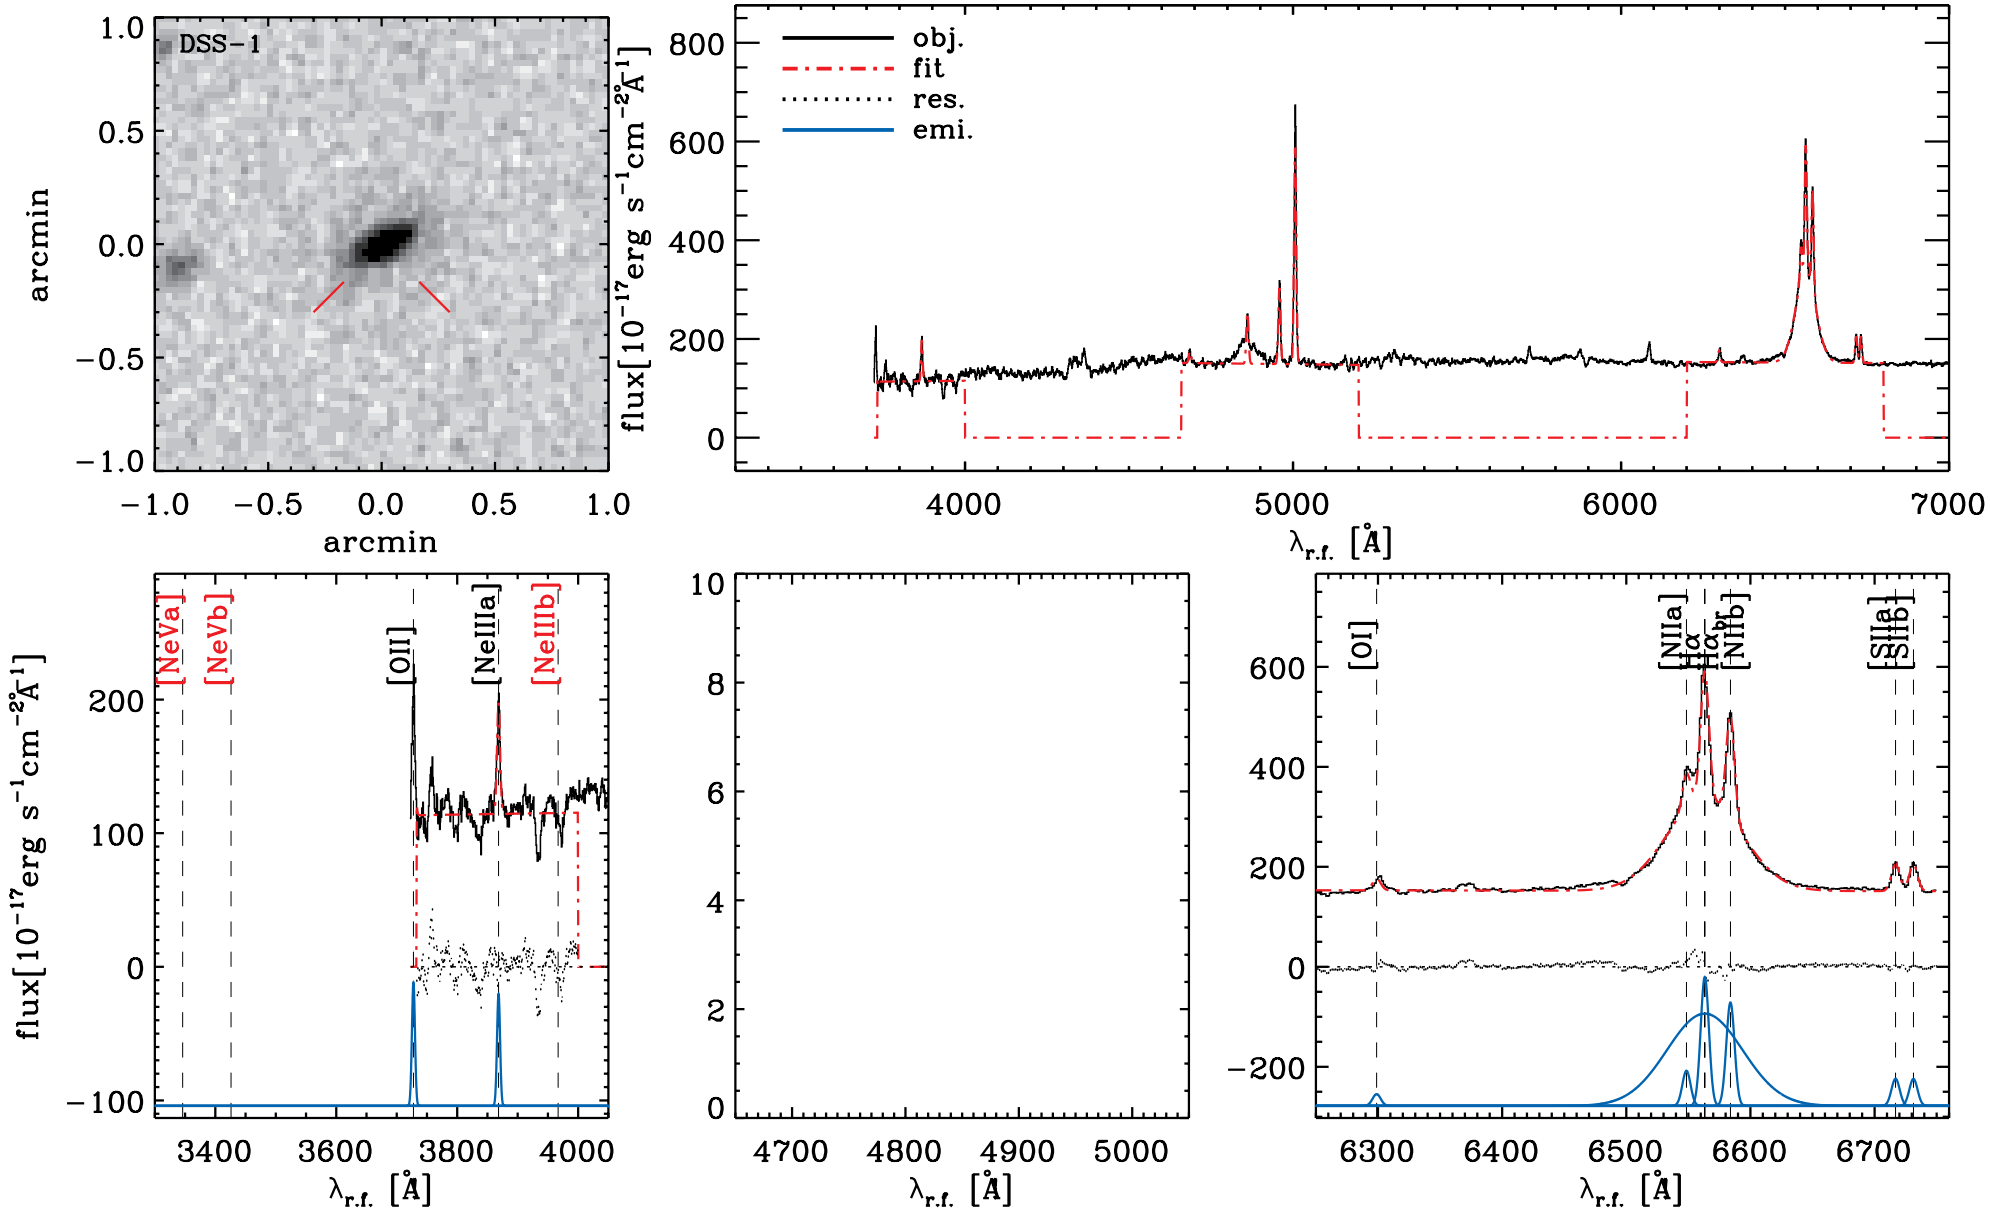 DSS-1
1.0
0.5
0.0
−0.5
−1.0
arcmin
−1.0 −0.5 0.0 0.5 1.0
arcmin
obj.
fit
res.
emi.
800
600
400
200
0
flux[10⁻¹⁷erg s⁻¹cm⁻²Å⁻¹]
4000 5000 6000 7000
λr.f. [Å]
[NeVa]
[NeVb]
[OII]
[NeIIIa]
[NeIIIb]
200
100
0
−100
flux[10⁻¹⁷erg s⁻¹cm⁻²Å⁻¹]
3400 3600 3800 4000
λr.f. [Å]
10
8
6
4
2
0
4700 4800 4900 5000
λr.f. [Å]
[OI]
[NIIa]
Hα
Hαbr
[NIIb]
[SIIa]
[SIIb]
600
400
200
0
−200
6300 6400 6500 6600 6700
λr.f. [Å]